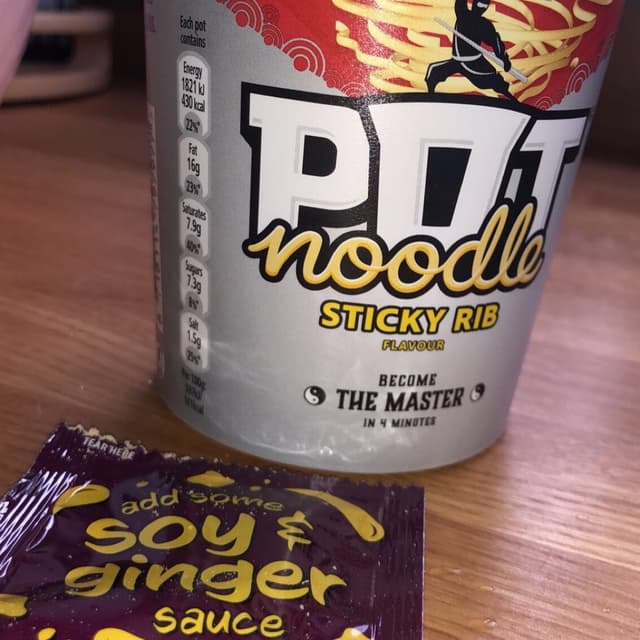 Each pot
contains
Energy
1821 kJ
430 kcal
22%*
Fat
16g
23%*
Saturates
7.9g
40%*
Sugars
7.3g
8%*
Salt
1.5g
25%*
POT
noodle
STICKY RIB
FLAVOUR
BECOME
THE MASTER
IN 4 MINUTES
TEAR HERE
add some
soy &
ginger
sauce